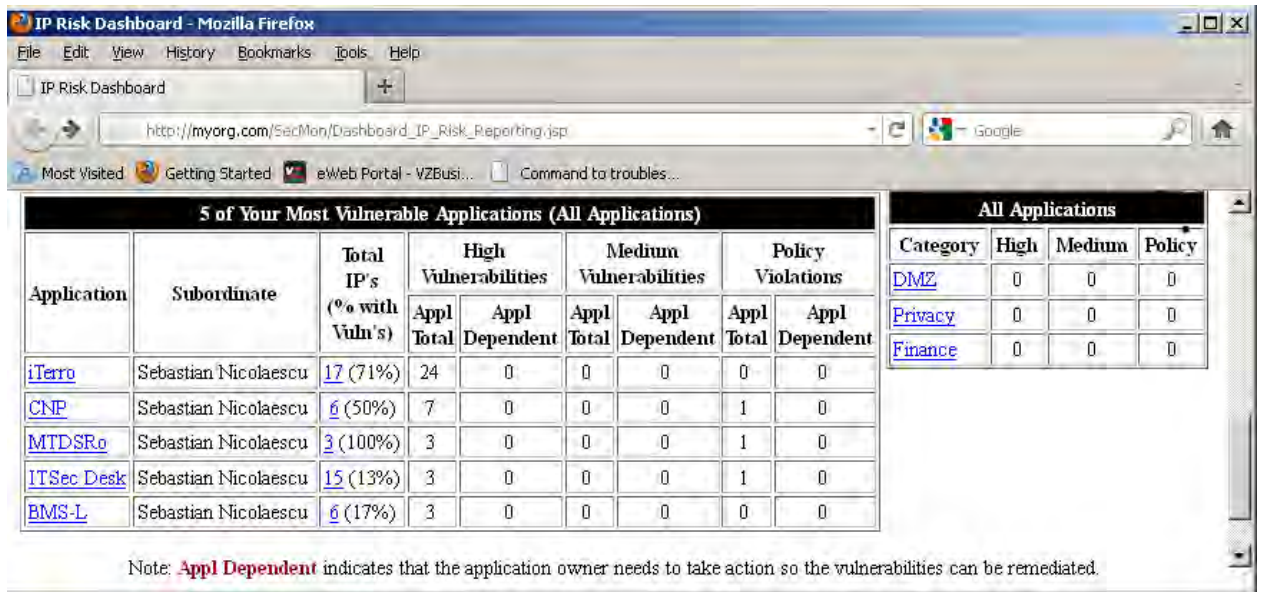 IP Risk Dashboard - Mozilla Firefox
File Edit View History Bookmarks Tools Help
IP Risk Dashboard +
http://myorg.com/SecMon/Dashboard_IP_Risk_Reporting.jsp Google
Most Visited Getting Started eWeb Portal - VZBusi... Command to troubles...
5 of Your Most Vulnerable Applications (All Applications)
Application Subordinate Total IP's (% with Vuln's) High Vulnerabilities Medium Vulnerabilities Policy Violations
Appl Total Appl Dependent Appl Total Appl Dependent Appl Total Appl Dependent
iTerro Sebastian Nicolaescu 17 (71%) 24 0 0 0 0 0
CNP Sebastian Nicolaescu 6 (50%) 7 0 0 0 1 0
MTDSRo Sebastian Nicolaescu 3 (100%) 3 0 0 0 1 0
ITSec Desk Sebastian Nicolaescu 15 (13%) 3 0 0 0 1 0
BMS-L Sebastian Nicolaescu 6 (17%) 3 0 0 0 0 0
All Applications
Category High Medium Policy
DMZ 0 0 0
Privacy 0 0 0
Finance 0 0 0
Note: Appl Dependent indicates that the application owner needs to take action so the vulnerabilities can be remediated.